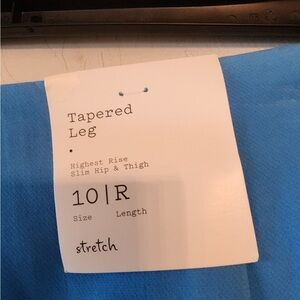 Tapered
Leg
Highest Rise
Slim Hip & Thigh
10|R
Size Length
stretch